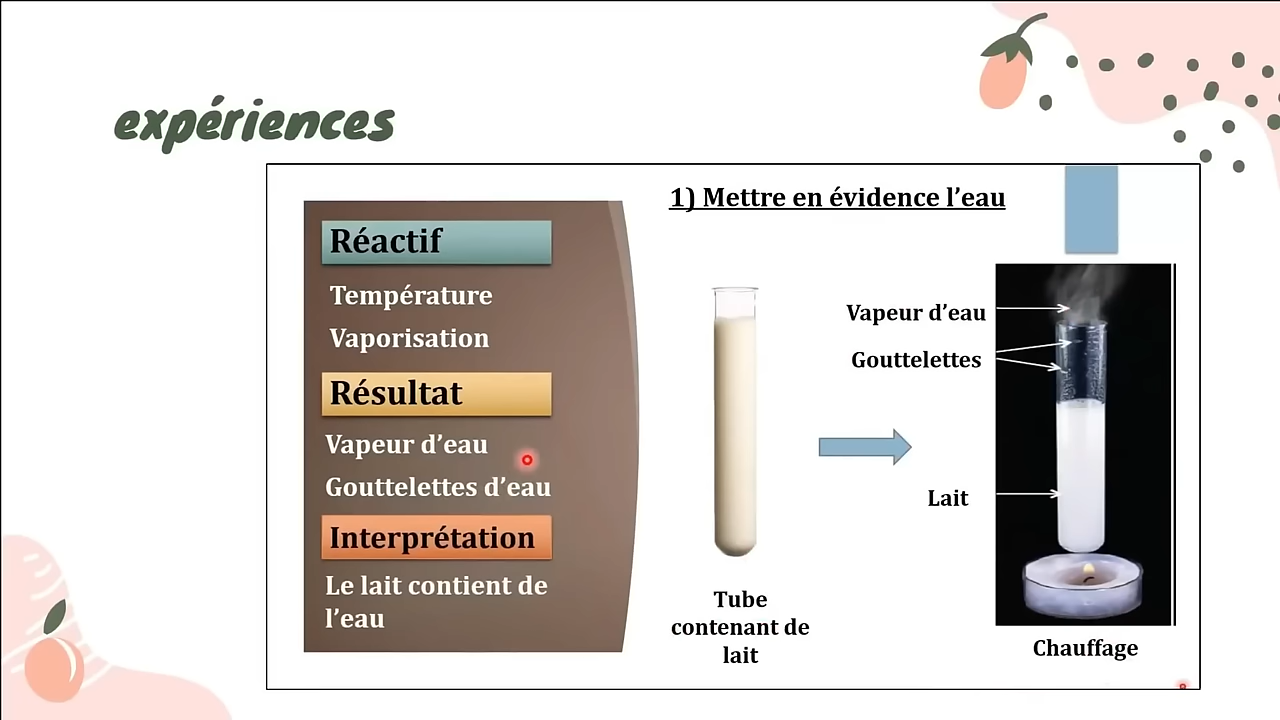 expériences
1) Mettre en évidence l’eau
Réactif
Température
Vaporisation
Résultat
Vapeur d’eau
Gouttelettes d’eau
Interprétation
Le lait contient de
l’eau
Tube
contenant de
lait
Vapeur d’eau
Gouttelettes
Lait
Chauffage